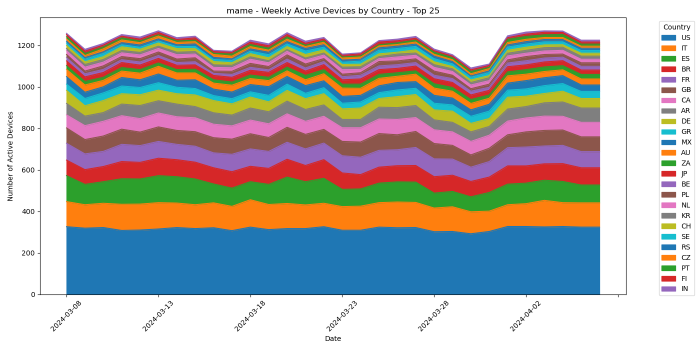 mame - Weekly Active Devices by Country - Top 25
Number of Active Devices
1200
1000
800
600
400
200
0
2024-03-08
2024-03-13
2024-03-18
2024-03-23
2024-03-28
2024-04-02
Date
Country
US
IT
ES
BR
FR
GB
CA
AR
DE
GR
MX
AU
ZA
JP
BE
PL
NL
KR
CH
SE
RS
CZ
PT
FI
IN